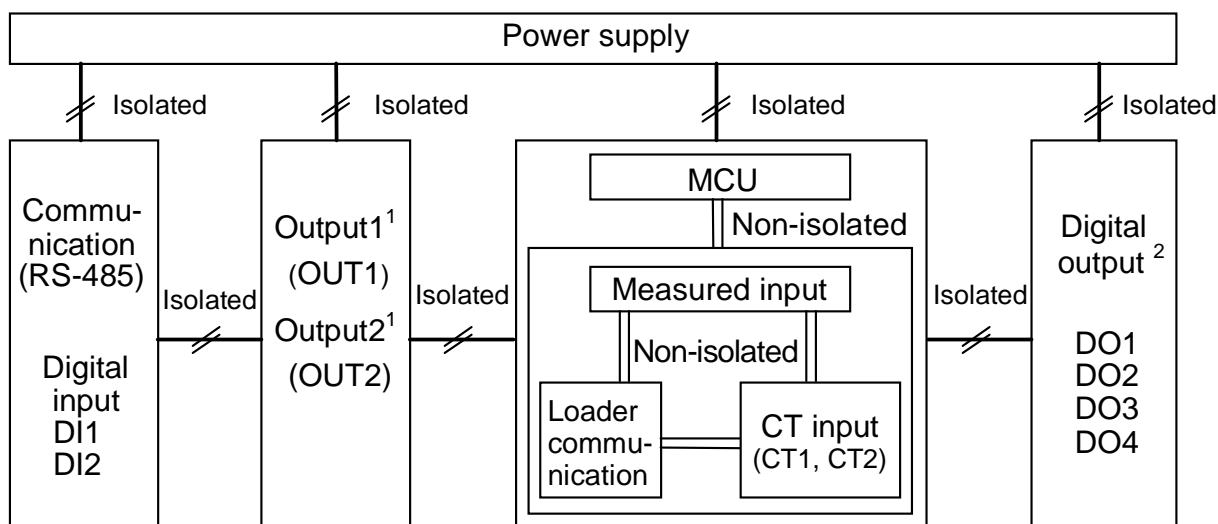 Power supply
Isolated
Isolated
Isolated
Isolated
Commu-
nication
(RS-485)
Digital
input
DI1
DI2
Isolated
Output1¹
(OUT1)
Output2¹
(OUT2)
Isolated
MCU
Non-isolated
Measured input
Non-isolated
Loader
commu-
nication
CT input
(CT1, CT2)
Isolated
Digital
output ²
DO1
DO2
DO3
DO4